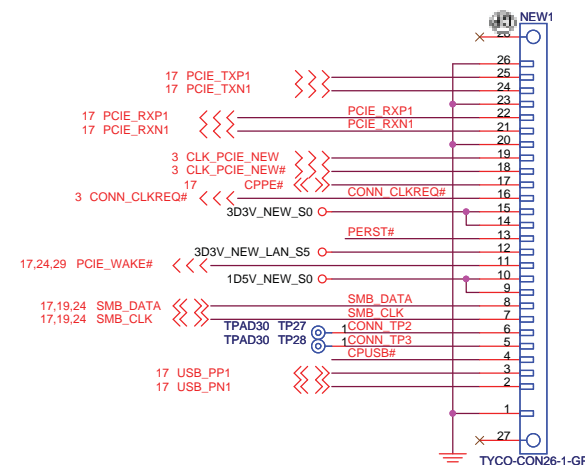 NEW1
28
26
17 PCIE_TXP1 25
17 PCIE_TXN1 24
23
17 PCIE_RXP1 PCIE_RXP1 22
17 PCIE_RXN1 PCIE_RXN1 21
20
3 CLK_PCIE_NEW 19
3 CLK_PCIE_NEW# 18
17 CPPE# 17
3 CONN_CLKREQ# CONN_CLKREQ# 16
3D3V_NEW_S0 15
14
PERST# 13
3D3V_NEW_LAN_S5 12
17,24,29 PCIE_WAKE# 11
1D5V_NEW_S0 10
9
17,19,24 SMB_DATA SMB_DATA 8
17,19,24 SMB_CLK SMB_CLK 7
TPAD30 TP27 1 CONN_TP2 6
TPAD30 TP28 1 CONN_TP3 5
CPUSB# 4
17 USB_PP1 3
17 USB_PN1 2
1
27
TYCO-CON26-1-GF